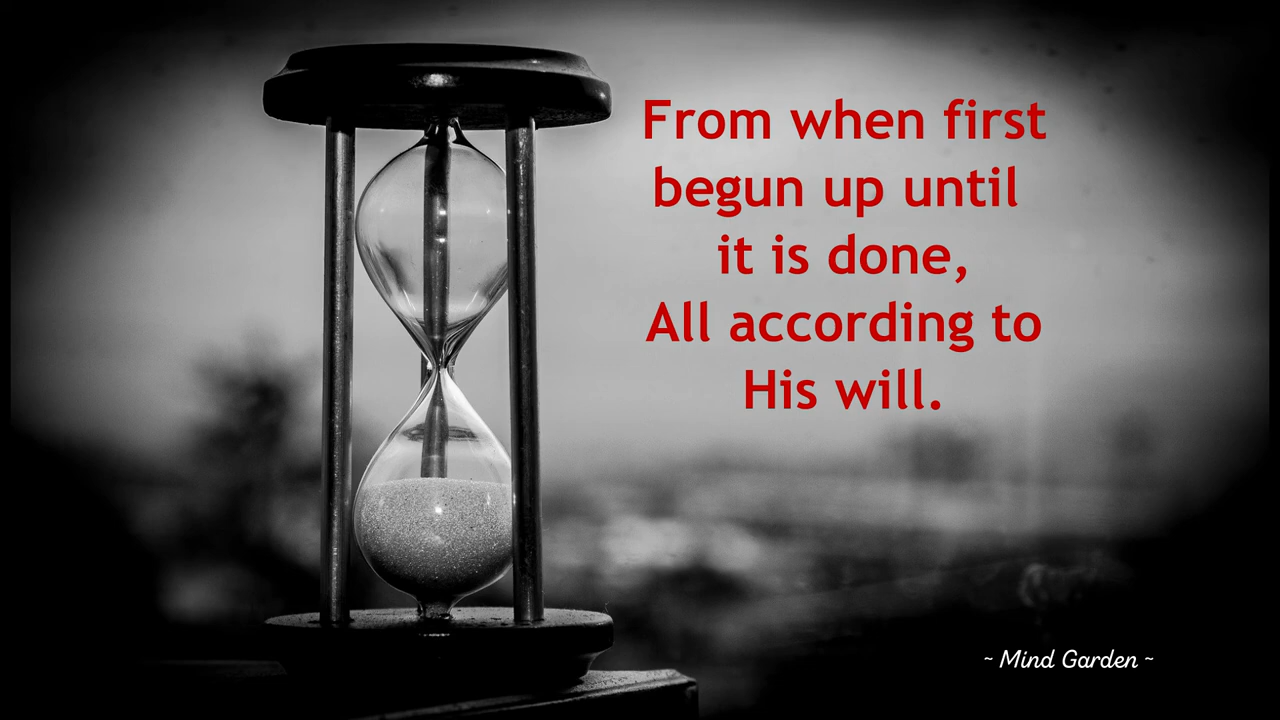 From when first
begun up until
it is done,
All according to
His will.
~ Mind Garden ~